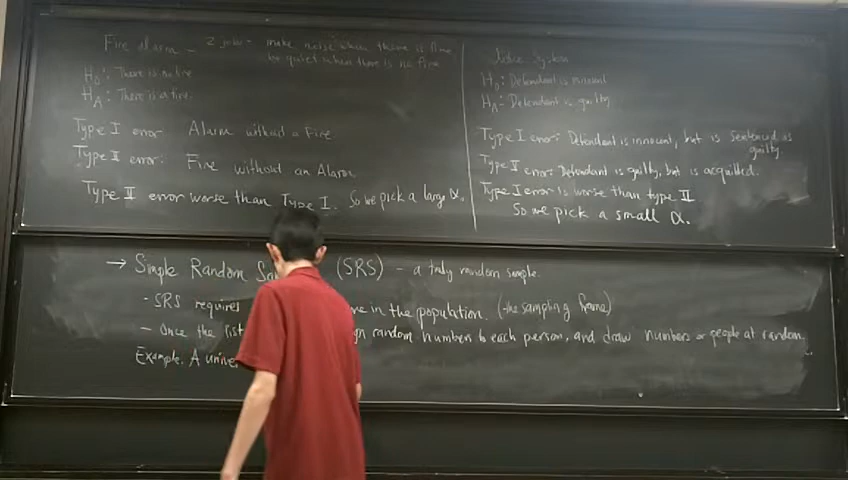 Fire alarm - 2 jobs - make noise when there is fire
be quiet when there is no fire
H0: There is no fire
HA: There is a fire.
Type I error Alarm without a Fire
Type II error: Fire without an Alarm
Type II error worse than Type I. So we pick a large α.
Justice System
H0: Defendant is innocent
HA: Defendant is guilty
Type I error: Defendant is innocent, but is sentenced as
guilty.
Type II error: Defendant is guilty, but is acquitted.
Type I error is worse than type II
So we pick a small α.
→ Simple Random (SRS) - a truly random sample.
- SRS requires in the population. (the sampling frame)
- Once the list random numbers to each person, and draw numbers or people at random.
Example. A